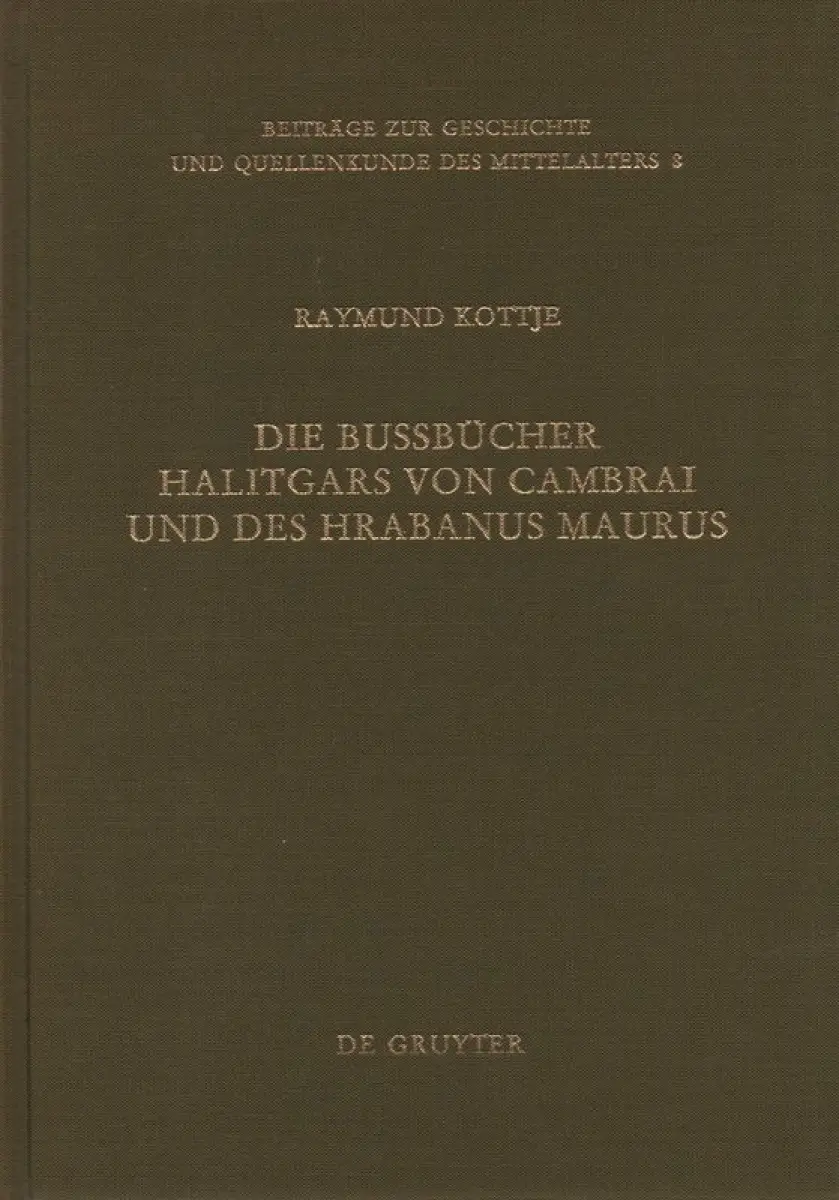 BEITRÄGE ZUR GESCHICHTE
UND QUELLENKUNDE DES MITTELALTERS 8
RAYMUND KOTTJE
DIE BUSSBÜCHER
HALITGARS VON CAMBRAI
UND DES HRABANUS MAURUS
DE GRUYTER